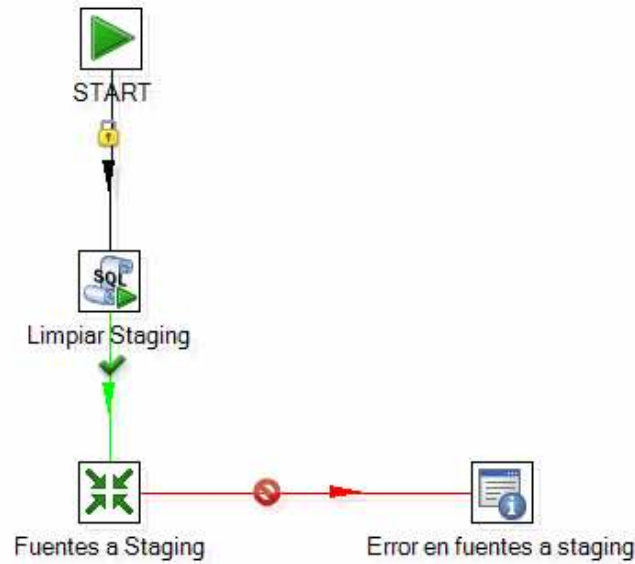 START
SQL
Limpiar Staging
Fuentes a Staging
Error en fuentes a staging